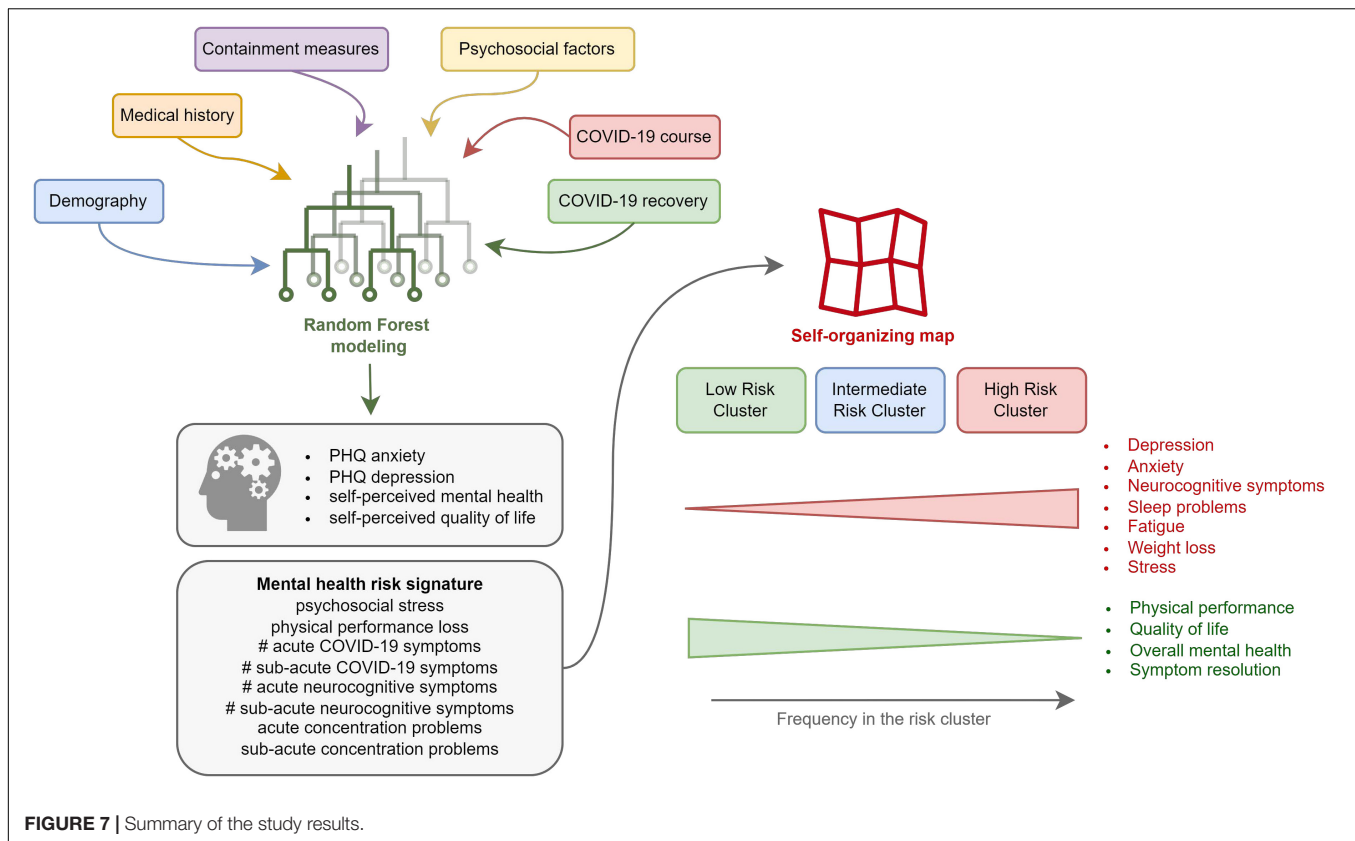 Containment measures
Psychosocial factors
Medical history
COVID-19 course
Demography
COVID-19 recovery
Random Forest
modeling
• PHQ anxiety
• PHQ depression
• self-perceived mental health
• self-perceived quality of life
Mental health risk signature
psychosocial stress
physical performance loss
# acute COVID-19 symptoms
# sub-acute COVID-19 symptoms
# acute neurocognitive symptoms
# sub-acute neurocognitive symptoms
acute concentration problems
sub-acute concentration problems
Self-organizing map
Low Risk
Cluster
Intermediate
Risk Cluster
High Risk
Cluster
• Depression
• Anxiety
• Neurocognitive symptoms
• Sleep problems
• Fatigue
• Weight loss
• Stress
• Physical performance
• Quality of life
• Overall mental health
• Symptom resolution
Frequency in the risk cluster
FIGURE 7 | Summary of the study results.